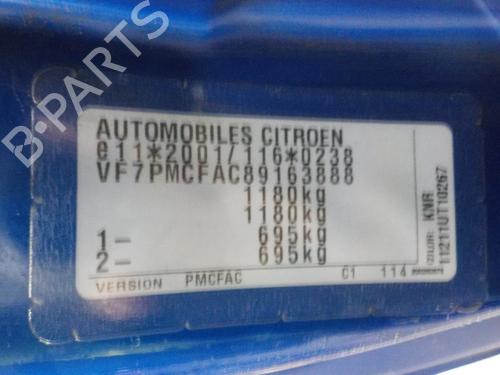 AUTOMOBILES CITROEN
e11*2001/116*0238
VF7PMCFAC89163888
1180kg
1180kg
1- 695kg
2- 695kg
VERSION PMCFAC C1 114
COLOR: KNR
11211UT10267
B-PARTS